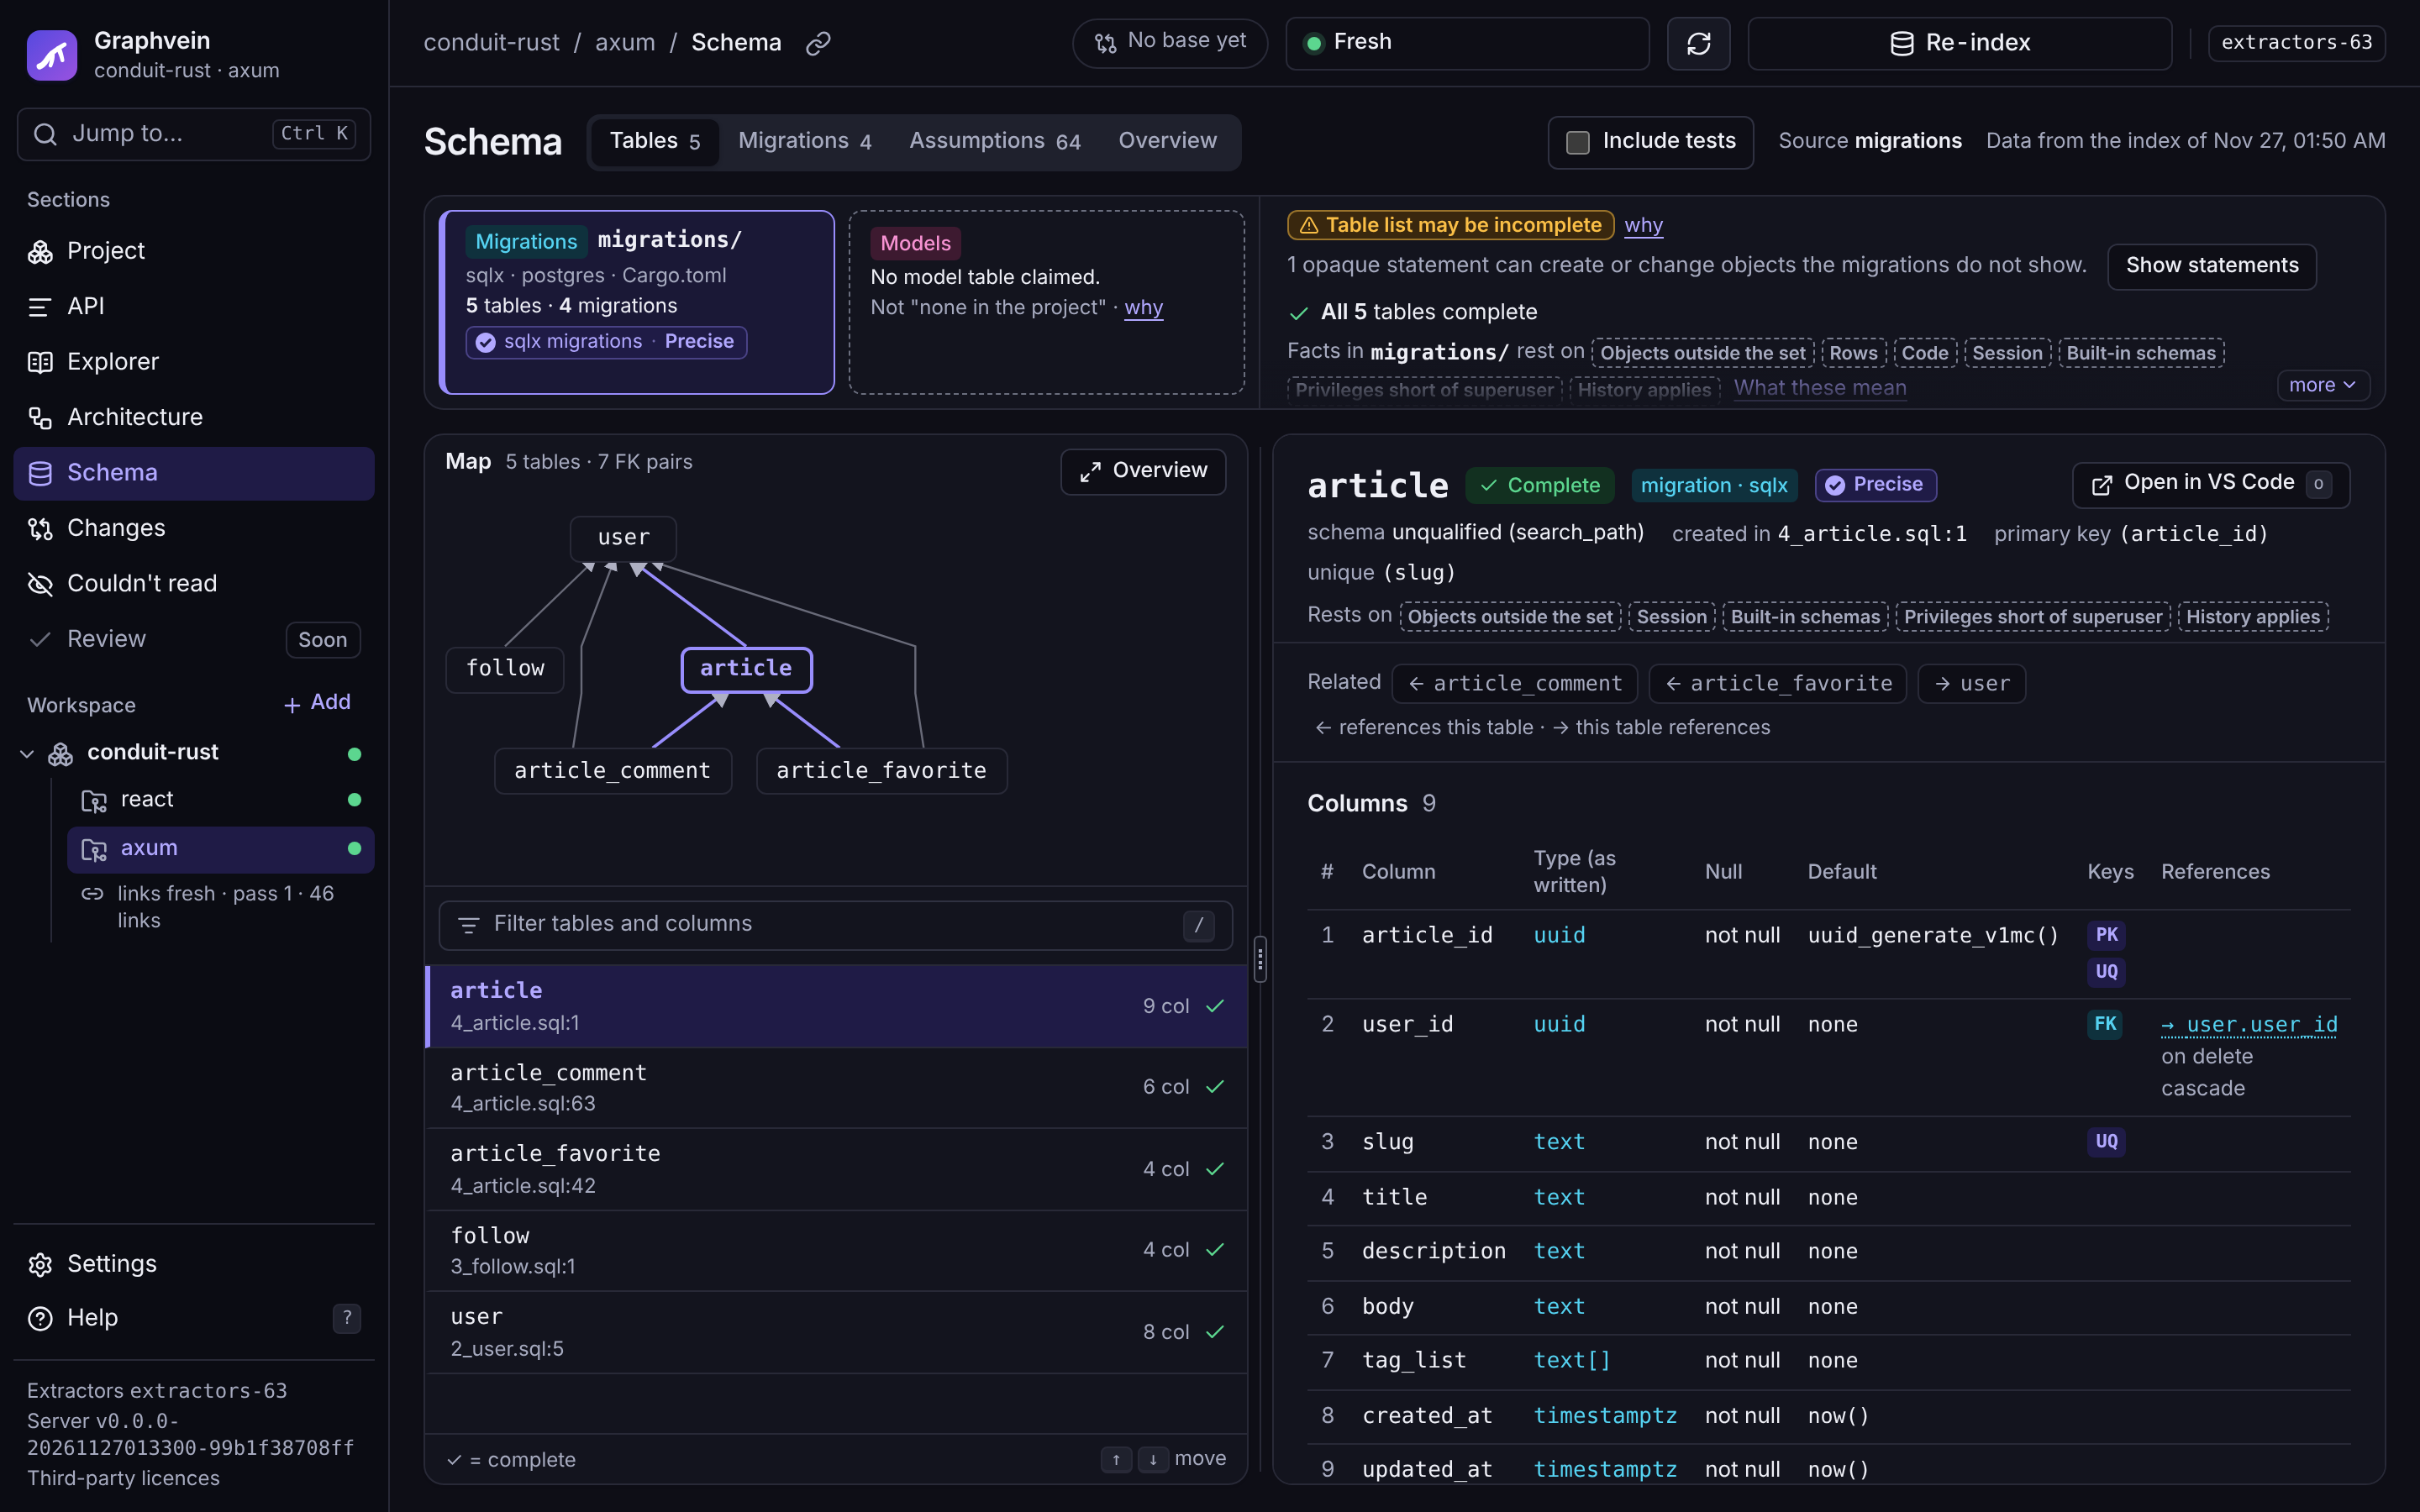 Graphvein
conduit-rust · axum
Jump to... Ctrl K
Sections
Project
API
Explorer
Architecture
Schema
Changes
Couldn't read
Review Soon
Workspace + Add
conduit-rust
react
axum
links fresh · pass 1 · 46
links
Settings
Help ?
Extractors extractors-63
Server v0.0.0-
20261127013300-99b1f38708ff
Third-party licences
conduit-rust / axum / Schema
No base yet
Fresh
Re-index
extractors-63
Schema
Tables 5 Migrations 4 Assumptions 64 Overview
Include tests
Source migrations
Data from the index of Nov 27, 01:50 AM
Migrations migrations/
sqlx · postgres · Cargo.toml
5 tables · 4 migrations
sqlx migrations · Precise
Models
No model table claimed.
Not "none in the project" · why
Table list may be incomplete why
1 opaque statement can create or change objects the migrations do not show. Show statements
All 5 tables complete
Facts in migrations/ rest on Objects outside the set Rows Code Session Built-in schemas
Privileges short of superuser History applies What these mean
more
Map 5 tables · 7 FK pairs
Overview
user
follow
article
article_comment
article_favorite
Filter tables and columns /
article
4_article.sql:1
9 col ✓
article_comment
4_article.sql:63
6 col ✓
article_favorite
4_article.sql:42
4 col ✓
follow
3_follow.sql:1
4 col ✓
user
2_user.sql:5
8 col ✓
✓ = complete
↑ ↓ move
article ✓ Complete migration · sqlx Precise
Open in VS Code O
schema unqualified (search_path) created in 4_article.sql:1 primary key (article_id)
unique (slug)
Rests on Objects outside the set Session Built-in schemas Privileges short of superuser History applies
Related ← article_comment ← article_favorite → user
← references this table · → this table references
Columns 9
# Column Type (as written) Null Default Keys References
1 article_id uuid not null uuid_generate_v1mc() PK UQ
2 user_id uuid not null none FK → user.user_id
on delete
cascade
3 slug text not null none UQ
4 title text not null none
5 description text not null none
6 body text not null none
7 tag_list text[] not null none
8 created_at timestamptz not null now()
9 updated_at timestamptz not null now()